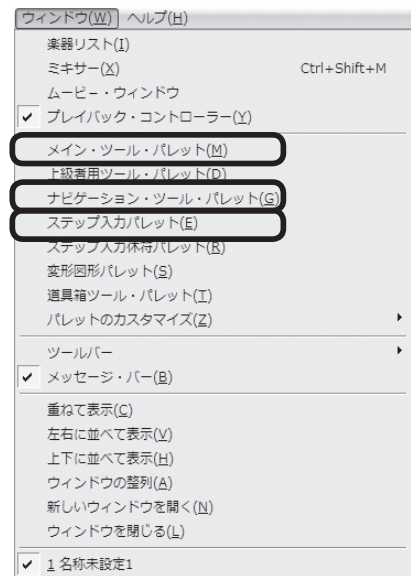 ウィンドウ(W) ヘルプ(H)
楽器リスト(I)
ミキサー(X) Ctrl+Shift+M
ムービー・ウィンドウ
✓ プレイバック・コントローラー(Y)
メイン・ツール・パレット(M)
上級者用ツール・パレット(D)
ナビゲーション・ツール・パレット(G)
ステップ入力パレット(E)
ステップ入力休符パレット(R)
変形図形パレット(S)
道具箱ツール・パレット(T)
パレットのカスタマイズ(Z)
ツールバー
✓ メッセージ・バー(B)
重ねて表示(C)
左右に並べて表示(V)
上下に並べて表示(H)
ウィンドウの整列(A)
新しいウィンドウを開く(N)
ウィンドウを閉じる(L)
✓ 1 名称未設定1